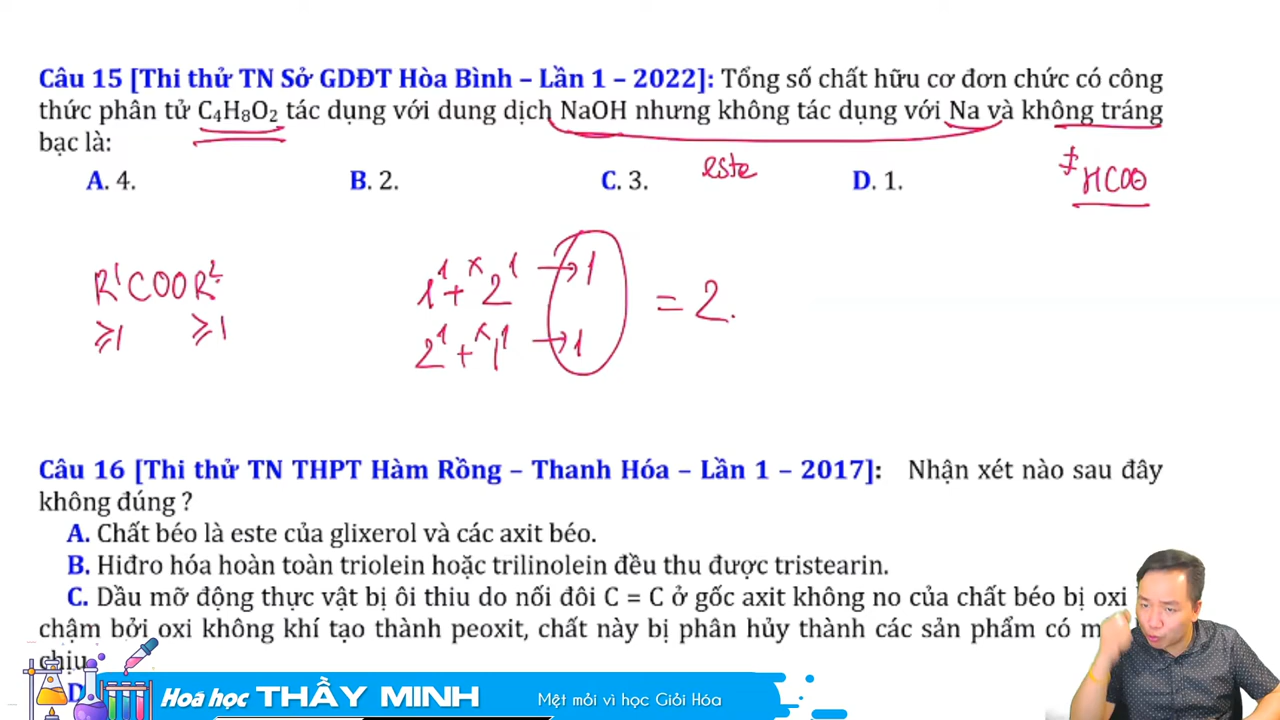 Câu 15 [Thi thử TN Sở GDĐT Hòa Bình – Lần 1 – 2022]: Tổng số chất hữu cơ đơn chức có công
thức phân tử C₄H₈O₂ tác dụng với dung dịch NaOH nhưng không tác dụng với Na và không tráng
bạc là:
este
≠ HCOO
A. 4. B. 2. C. 3. D. 1.
R¹COOR² 1¹ + × 2¹ → 1
≥1 ≥1 2¹ + × 1¹ → 1
= 2.
Câu 16 [Thi thử TN THPT Hàm Rồng – Thanh Hóa – Lần 1 – 2017]: Nhận xét nào sau đây
không đúng ?
A. Chất béo là este của glixerol và các axit béo.
B. Hiđro hóa hoàn toàn triolein hoặc trilinolein đều thu được tristearin.
C. Dầu mỡ động thực vật bị ôi thiu do nối đôi C = C ở gốc axit không no của chất béo bị oxi
chậm bởi oxi không khí tạo thành peoxit, chất này bị phân hủy thành các sản phẩm có m
chịu
D
Hoá học THẦY MINH Mệt mỏi vì học Giỏi Hóa